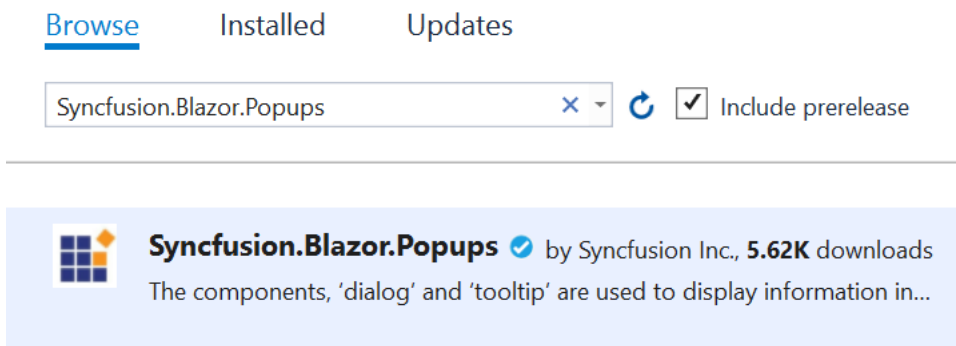 Browse Installed Updates
Syncfusion.Blazor.Popups Include prerelease
Syncfusion.Blazor.Popups by Syncfusion Inc., 5.62K downloads
The components, ‘dialog’ and ‘tooltip’ are used to display information in...